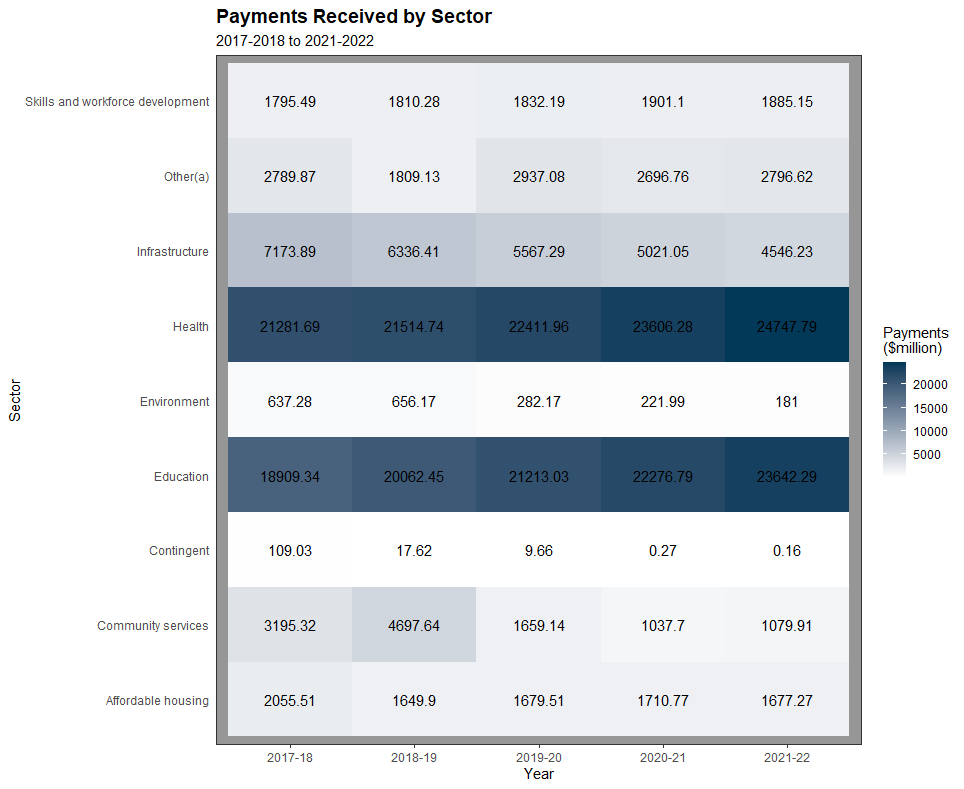 Payments Received by Sector
2017-2018 to 2021-2022
Skills and workforce development 1795.49 1810.28 1832.19 1901.1 1885.15
Other(a) 2789.87 1809.13 2937.08 2696.76 2796.62
Infrastructure 7173.89 6336.41 5567.29 5021.05 4546.23
Health 21281.69 21514.74 22411.96 23606.28 24747.79
Environment 637.28 656.17 282.17 221.99 181
Education 18909.34 20062.45 21213.03 22276.79 23642.29
Contingent 109.03 17.62 9.66 0.27 0.16
Community services 3195.32 4697.64 1659.14 1037.7 1079.91
Affordable housing 2055.51 1649.9 1679.51 1710.77 1677.27
2017-18 2018-19 2019-20 2020-21 2021-22
Year
Sector
Payments
($million)
20000
15000
10000
5000